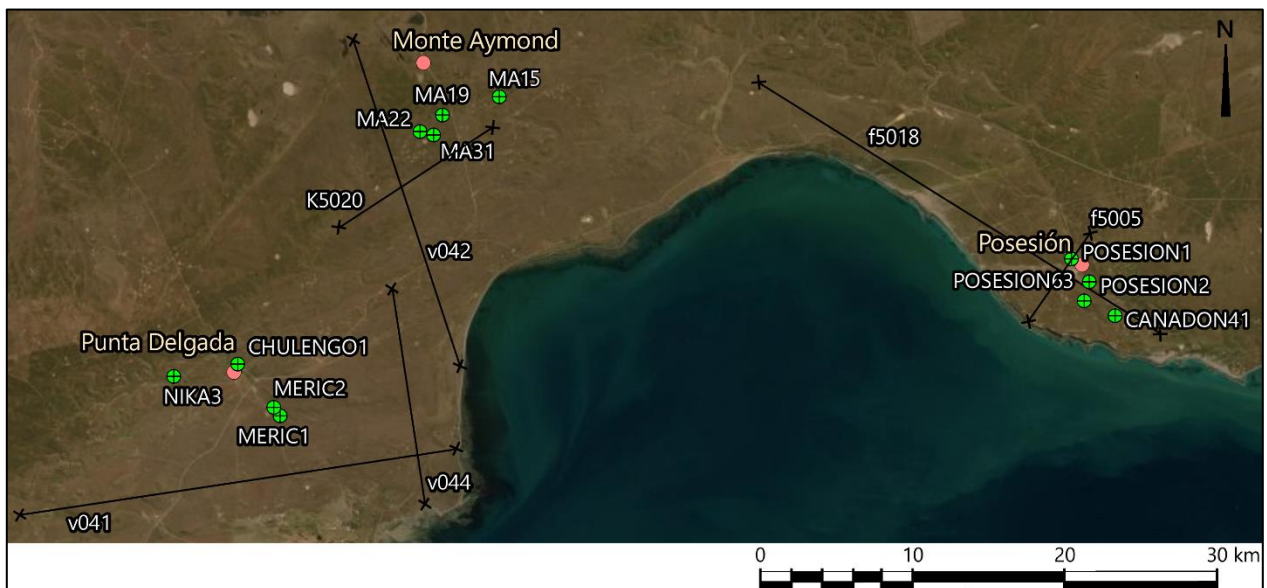 N
Monte Aymond
MA15
MA19
MA22
MA31
f5018
K5020
f5005
Posesión
v042
POSESION1
POSESION63
POSESION2
CANADON41
Punta Delgada
CHULENGO1
NIKA3
MERIC2
MERIC1
v044
v041
0 10 20 30 km